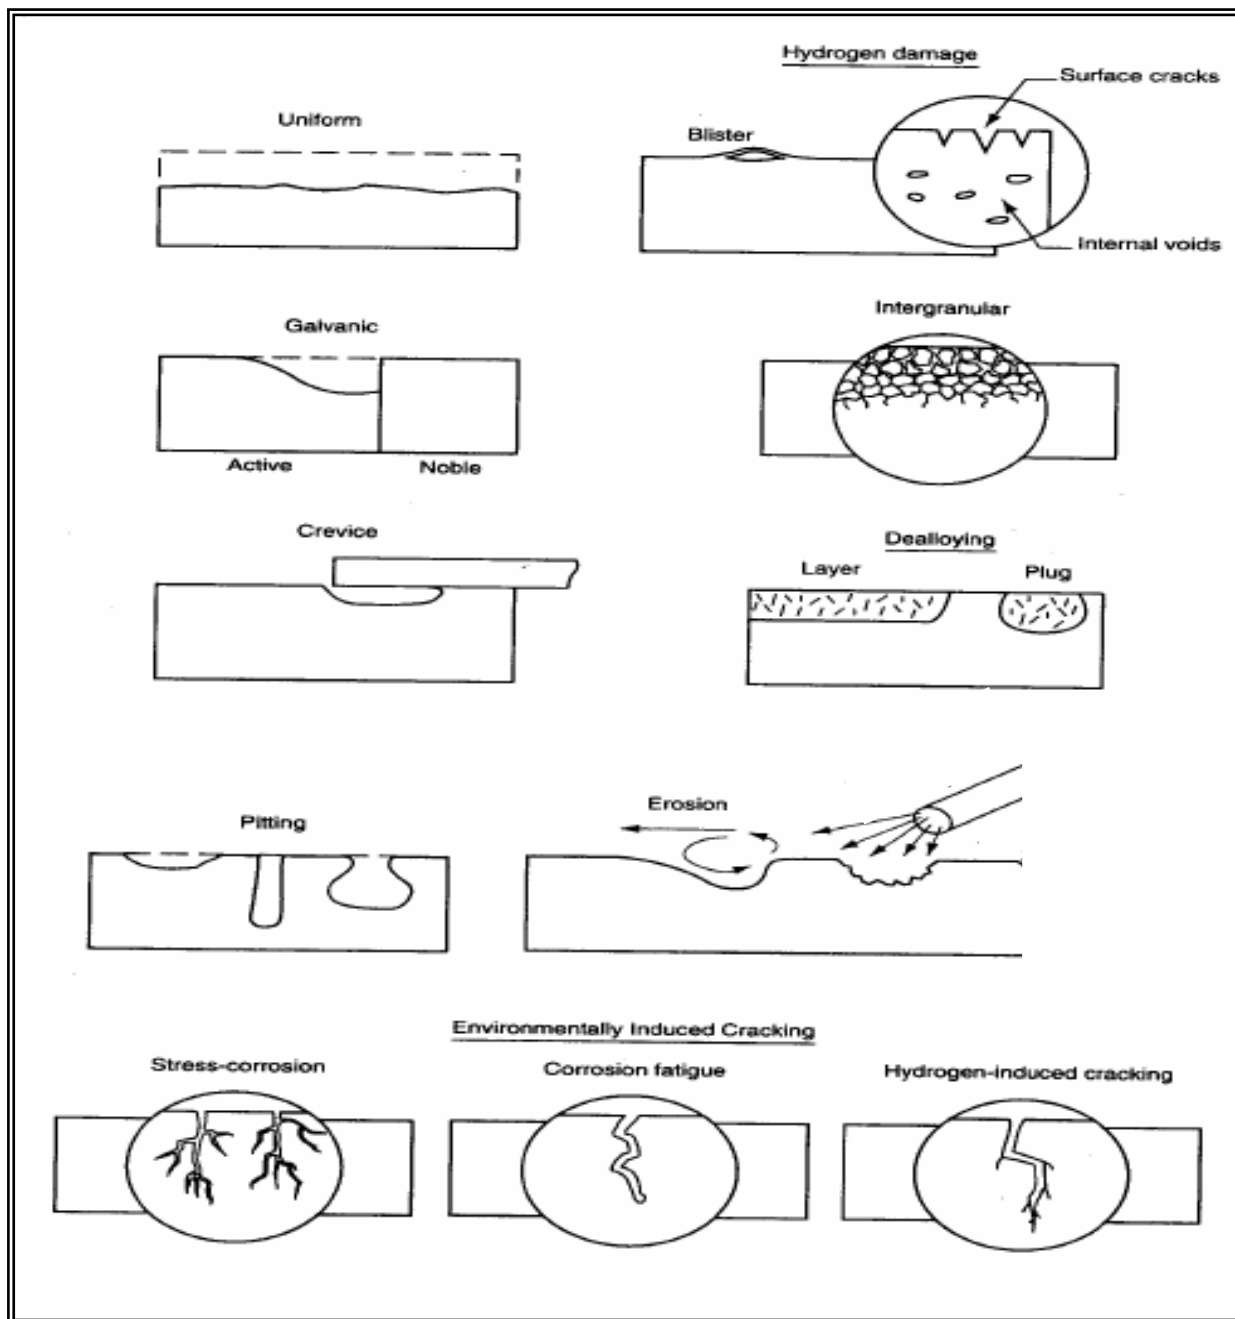 Hydrogen damage
Surface cracks
Uniform
Blister
Internal voids
Galvanic
Active
Noble
Intergranular
Crevice
Dealloying
Layer
Plug
Pitting
Erosion
Environmentally Induced Cracking
Stress-corrosion
Corrosion fatigue
Hydrogen-induced cracking